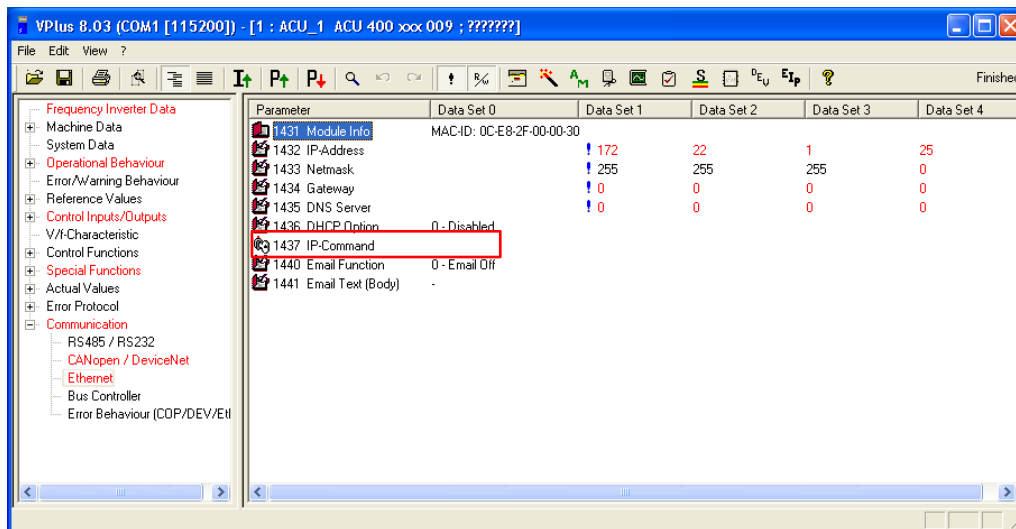 VPlus 8.03 (COM1 [115200]) - [1 : ACU_1 ACU 400 xxx 009 ; ???????]
File Edit View ?
Finished
Frequency Inverter Data
Machine Data
System Data
Operational Behaviour
Error/Warning Behaviour
Reference Values
Control Inputs/Outputs
V/f-Characteristic
Control Functions
Special Functions
Actual Values
Error Protocol
Communication
RS485 / RS232
CANopen / DeviceNet
Ethernet
Bus Controller
Error Behaviour (COP/DEV/Etl
Parameter Data Set 0 Data Set 1 Data Set 2 Data Set 3 Data Set 4
1431 Module Info MAC-ID: 0C-E8-2F-00-00-30
1432 IP-Address ! 172 22 1 25
1433 Netmask ! 255 255 255 0
1434 Gateway ! 0 0 0 0
1435 DNS Server ! 0 0 0 0
1436 DHCP Option 0 - Disabled
1437 IP-Command
1440 Email Function 0 - Email Off
1441 Email Text (Body) -